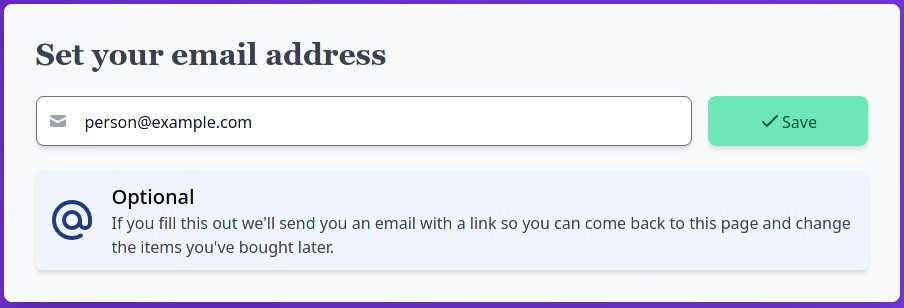 Set your email address
person@example.com
Save
Optional
If you fill this out we'll send you an email with a link so you can come back to this page and change
the items you've bought later.